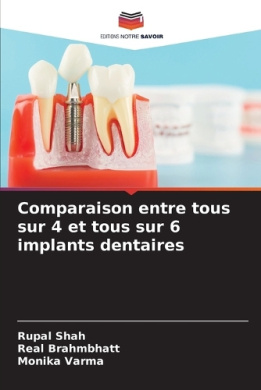 EDITIONS NOTRE SAVOIR
Comparaison entre tous
sur 4 et tous sur 6
implants dentaires
Rupal Shah
Real Brahmbhatt
Monika Varma